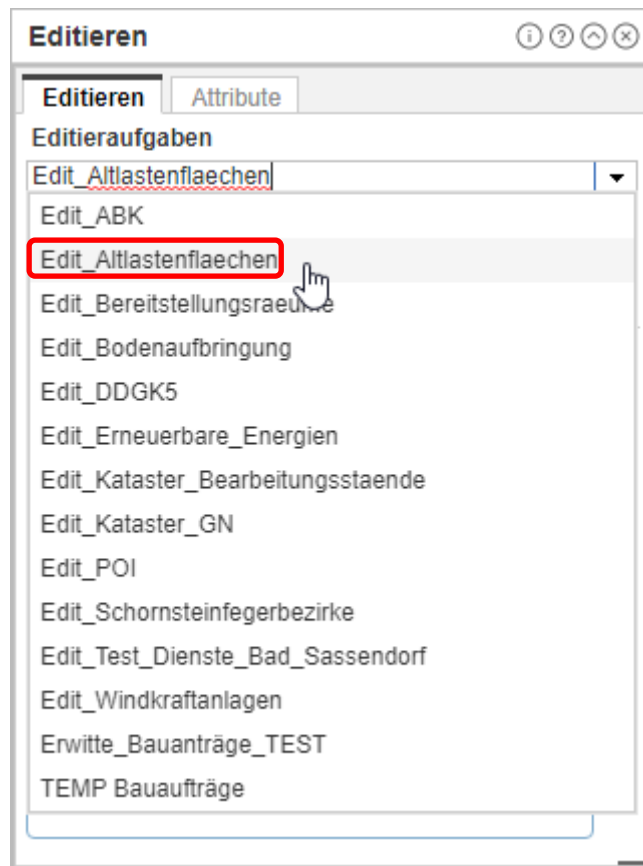 Editieren
Editieren Attribute
Editieraufgaben
Edit_Altlastenflaechen
Edit_ABK
Edit_Altlastenflaechen
Edit_Bereitstellungsraeume
Edit_Bodenaufbringung
Edit_DDGK5
Edit_Erneuerbare_Energien
Edit_Kataster_Bearbeitungsstaende
Edit_Kataster_GN
Edit_POI
Edit_Schornsteinfegerbezirke
Edit_Test_Dienste_Bad_Sassendorf
Edit_Windkraftanlagen
Erwitte_Bauanträge_TEST
TEMP Bauaufträge